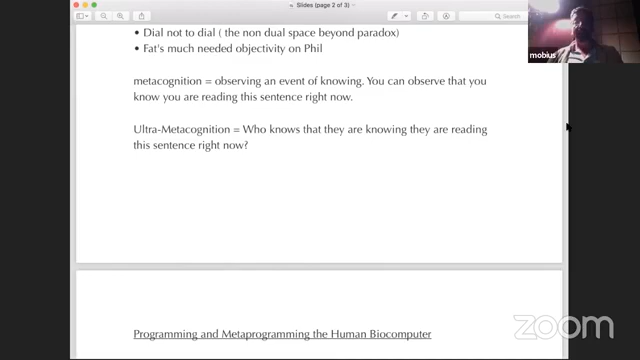 Slides (page 2 of 3)
Search
• Dial not to dial ( the non dual space beyond paradox)
• Fat's much needed objectivity on Phil
metacognition = observing an event of knowing. You can observe that you
know you are reading this sentence right now.
Ultra-Metacognition = Who knows that they are knowing they are reading
this sentence right now?
Programming and Metaprogramming the Human Biocomputer
mobius
zoom